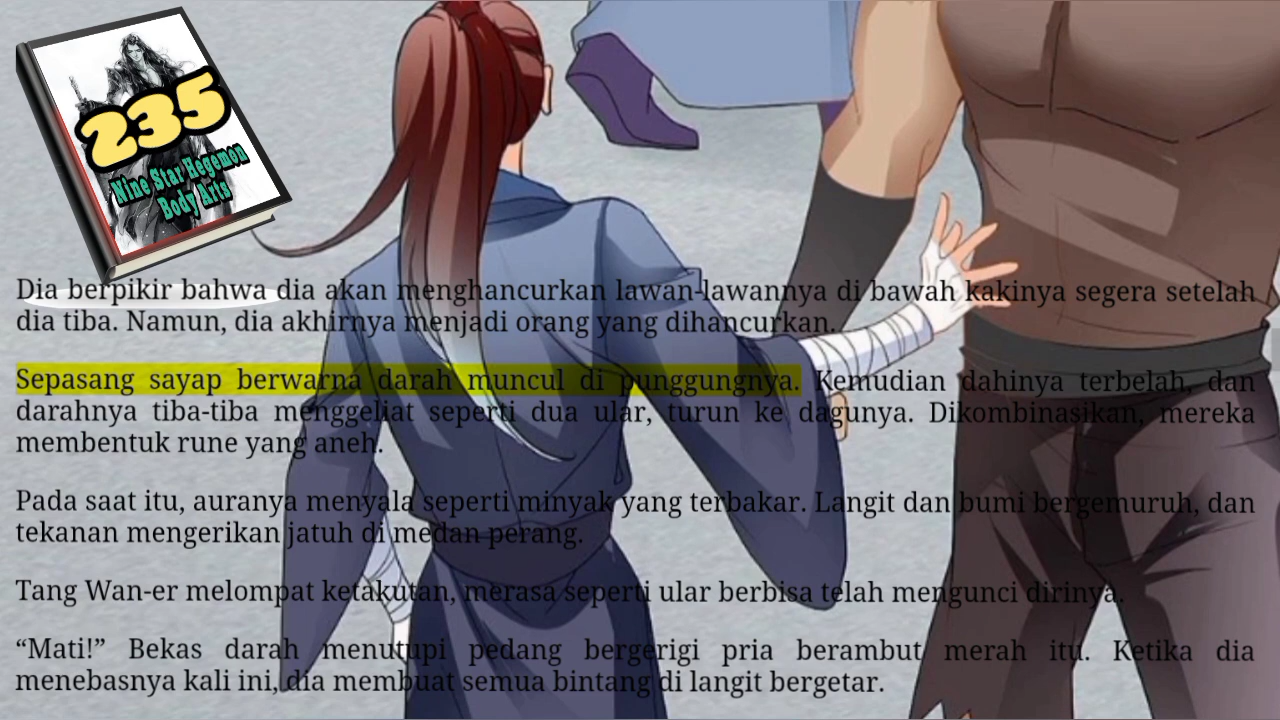 235
Nine Star Hegemon
Body Arts
Dia berpikir bahwa dia akan menghancurkan lawan-lawannya di bawah kakinya segera setelah
dia tiba. Namun, dia akhirnya menjadi orang yang dihancurkan.
Sepasang sayap berwarna darah muncul di punggungnya. Kemudian dahinya terbelah, dan
darahnya tiba-tiba menggeliat seperti dua ular, turun ke dagunya. Dikombinasikan, mereka
membentuk rune yang aneh.
Pada saat itu, auranya menyala seperti minyak yang terbakar. Langit dan bumi bergemuruh, dan
tekanan mengerikan jatuh di medan perang.
Tang Wan-er melompat ketakutan, merasa seperti ular berbisa telah mengunci dirinya.
“Mati!” Bekas darah menutupi pedang bergerigi pria berambut merah itu. Ketika dia
menebasnya kali ini, dia membuat semua bintang di langit bergetar.